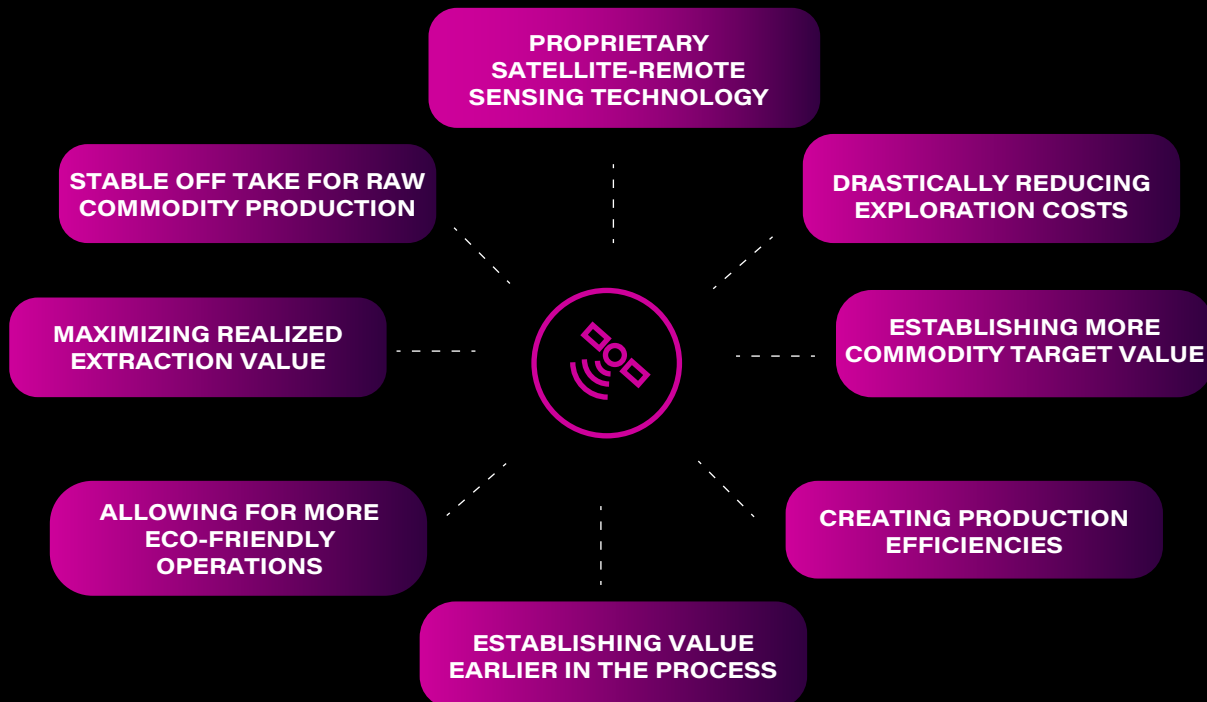 PROPRIETARY
SATELLITE-REMOTE
SENSING TECHNOLOGY
STABLE OFF TAKE FOR RAW
COMMODITY PRODUCTION
DRASTICALLY REDUCING
EXPLORATION COSTS
MAXIMIZING REALIZED
EXTRACTION VALUE
ESTABLISHING MORE
COMMODITY TARGET VALUE
ALLOWING FOR MORE
ECO-FRIENDLY
OPERATIONS
CREATING PRODUCTION
EFFICIENCIES
ESTABLISHING VALUE
EARLIER IN THE PROCESS